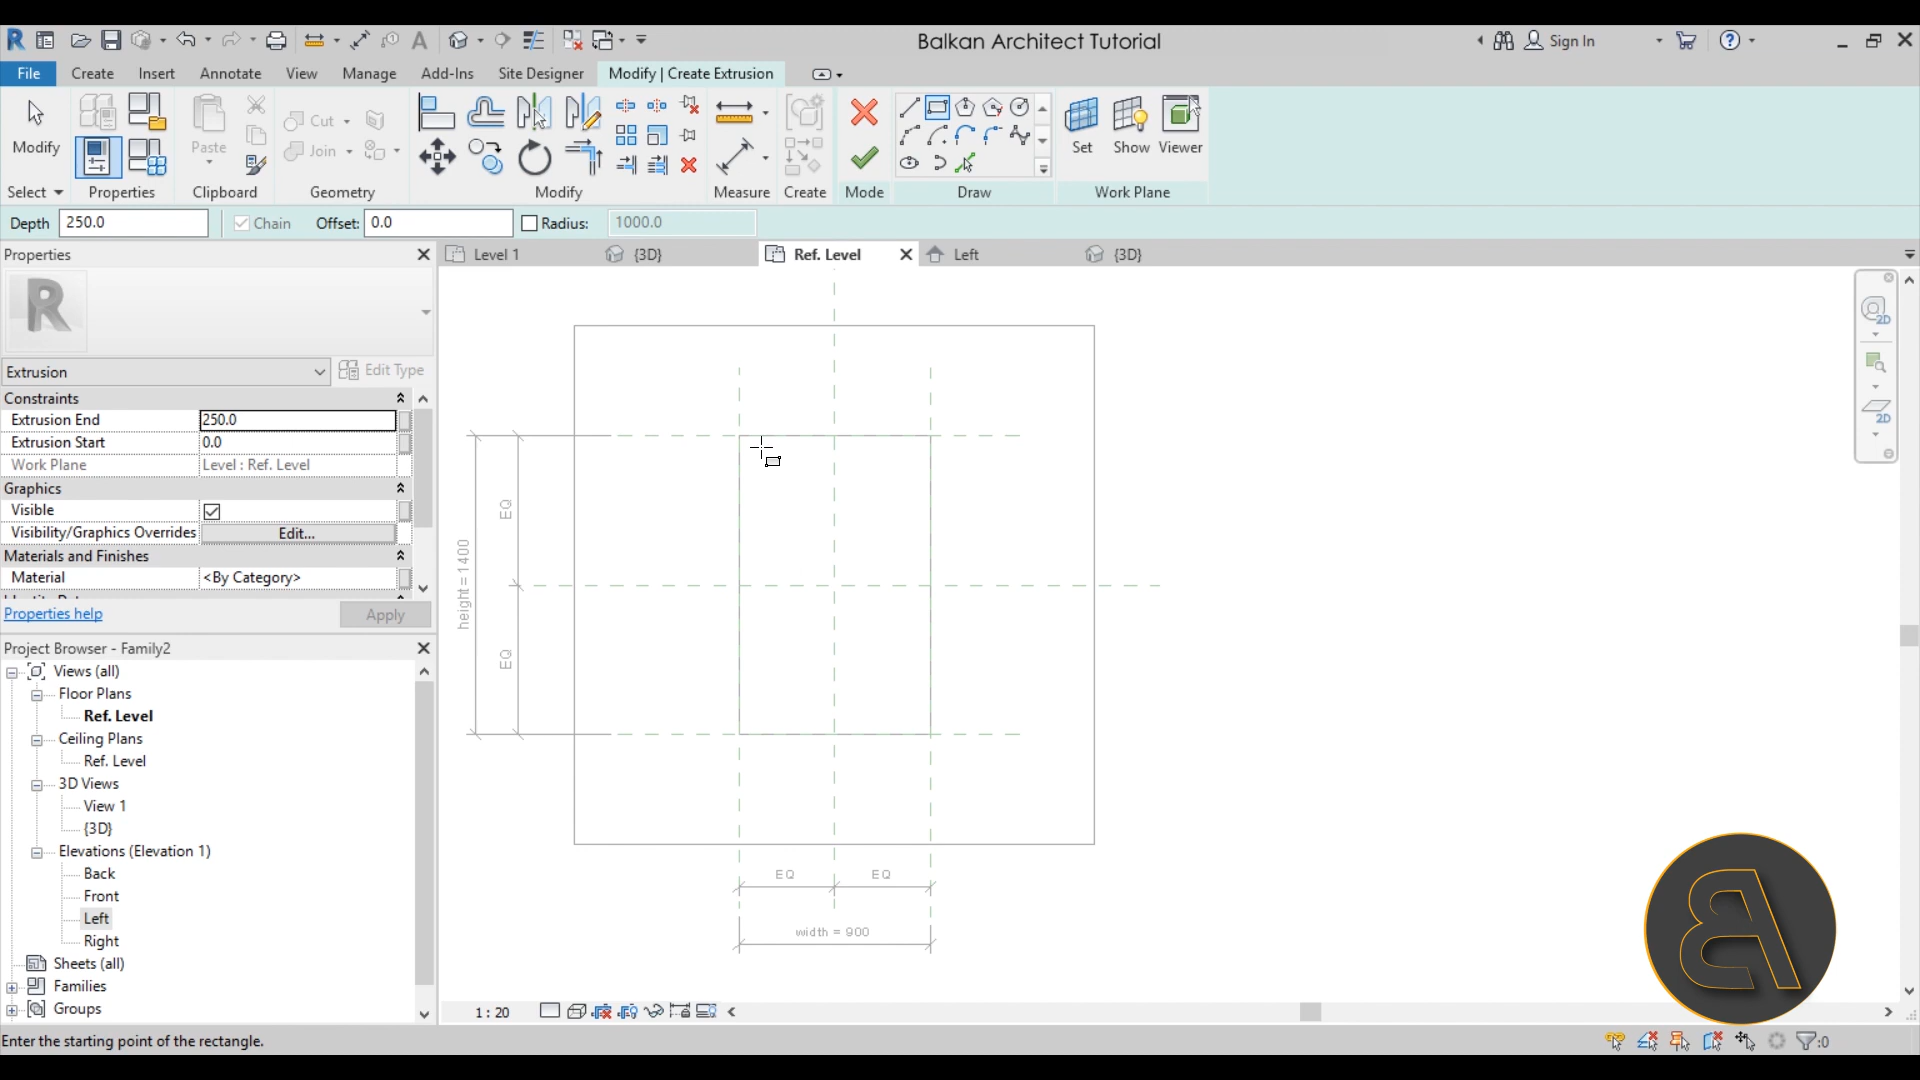 Balkan Architect Tutorial
Sign In
File Create Insert Annotate View Manage Add-Ins Site Designer Modify | Create Extrusion
Modify
Paste
Cut
Join
Set Show Viewer
Select Properties Clipboard Geometry Modify Measure Create Mode Draw Work Plane
Depth 250.0 Chain Offset: 0.0 Radius: 1000.0
Properties
Level 1 {3D} Ref. Level Left {3D}
Extrusion
Edit Type
Constraints
Extrusion End 250.0
Extrusion Start 0.0
Work Plane Level : Ref. Level
Graphics
Visible
Visibility/Graphics Overrides Edit...
Materials and Finishes
Material <By Category>
Properties help Apply
Project Browser - Family2
Views (all)
Floor Plans
Ref. Level
Ceiling Plans
Ref. Level
3D Views
View 1
{3D}
Elevations (Elevation 1)
Back
Front
Left
Right
Sheets (all)
Families
Groups
EQ
height = 1400
EQ
EQ EQ
width = 900
2D
2D
1 : 20
Enter the starting point of the rectangle.
:0